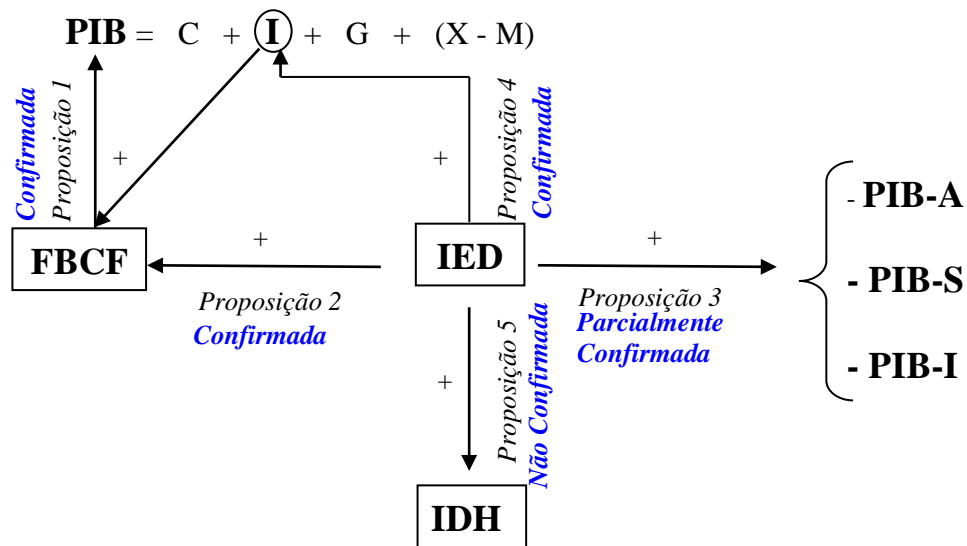 PIB = C + I + G + (X - M)
Confirmada
Proposição 1
+
Proposição 4
Confirmada
+
- PIB-A
+
+
FBCF
IED
Proposição 2
Confirmada
Proposição 3
Parcialmente
Confirmada
- PIB-S
Proposição 5
Não Confirmada
+
- PIB-I
IDH